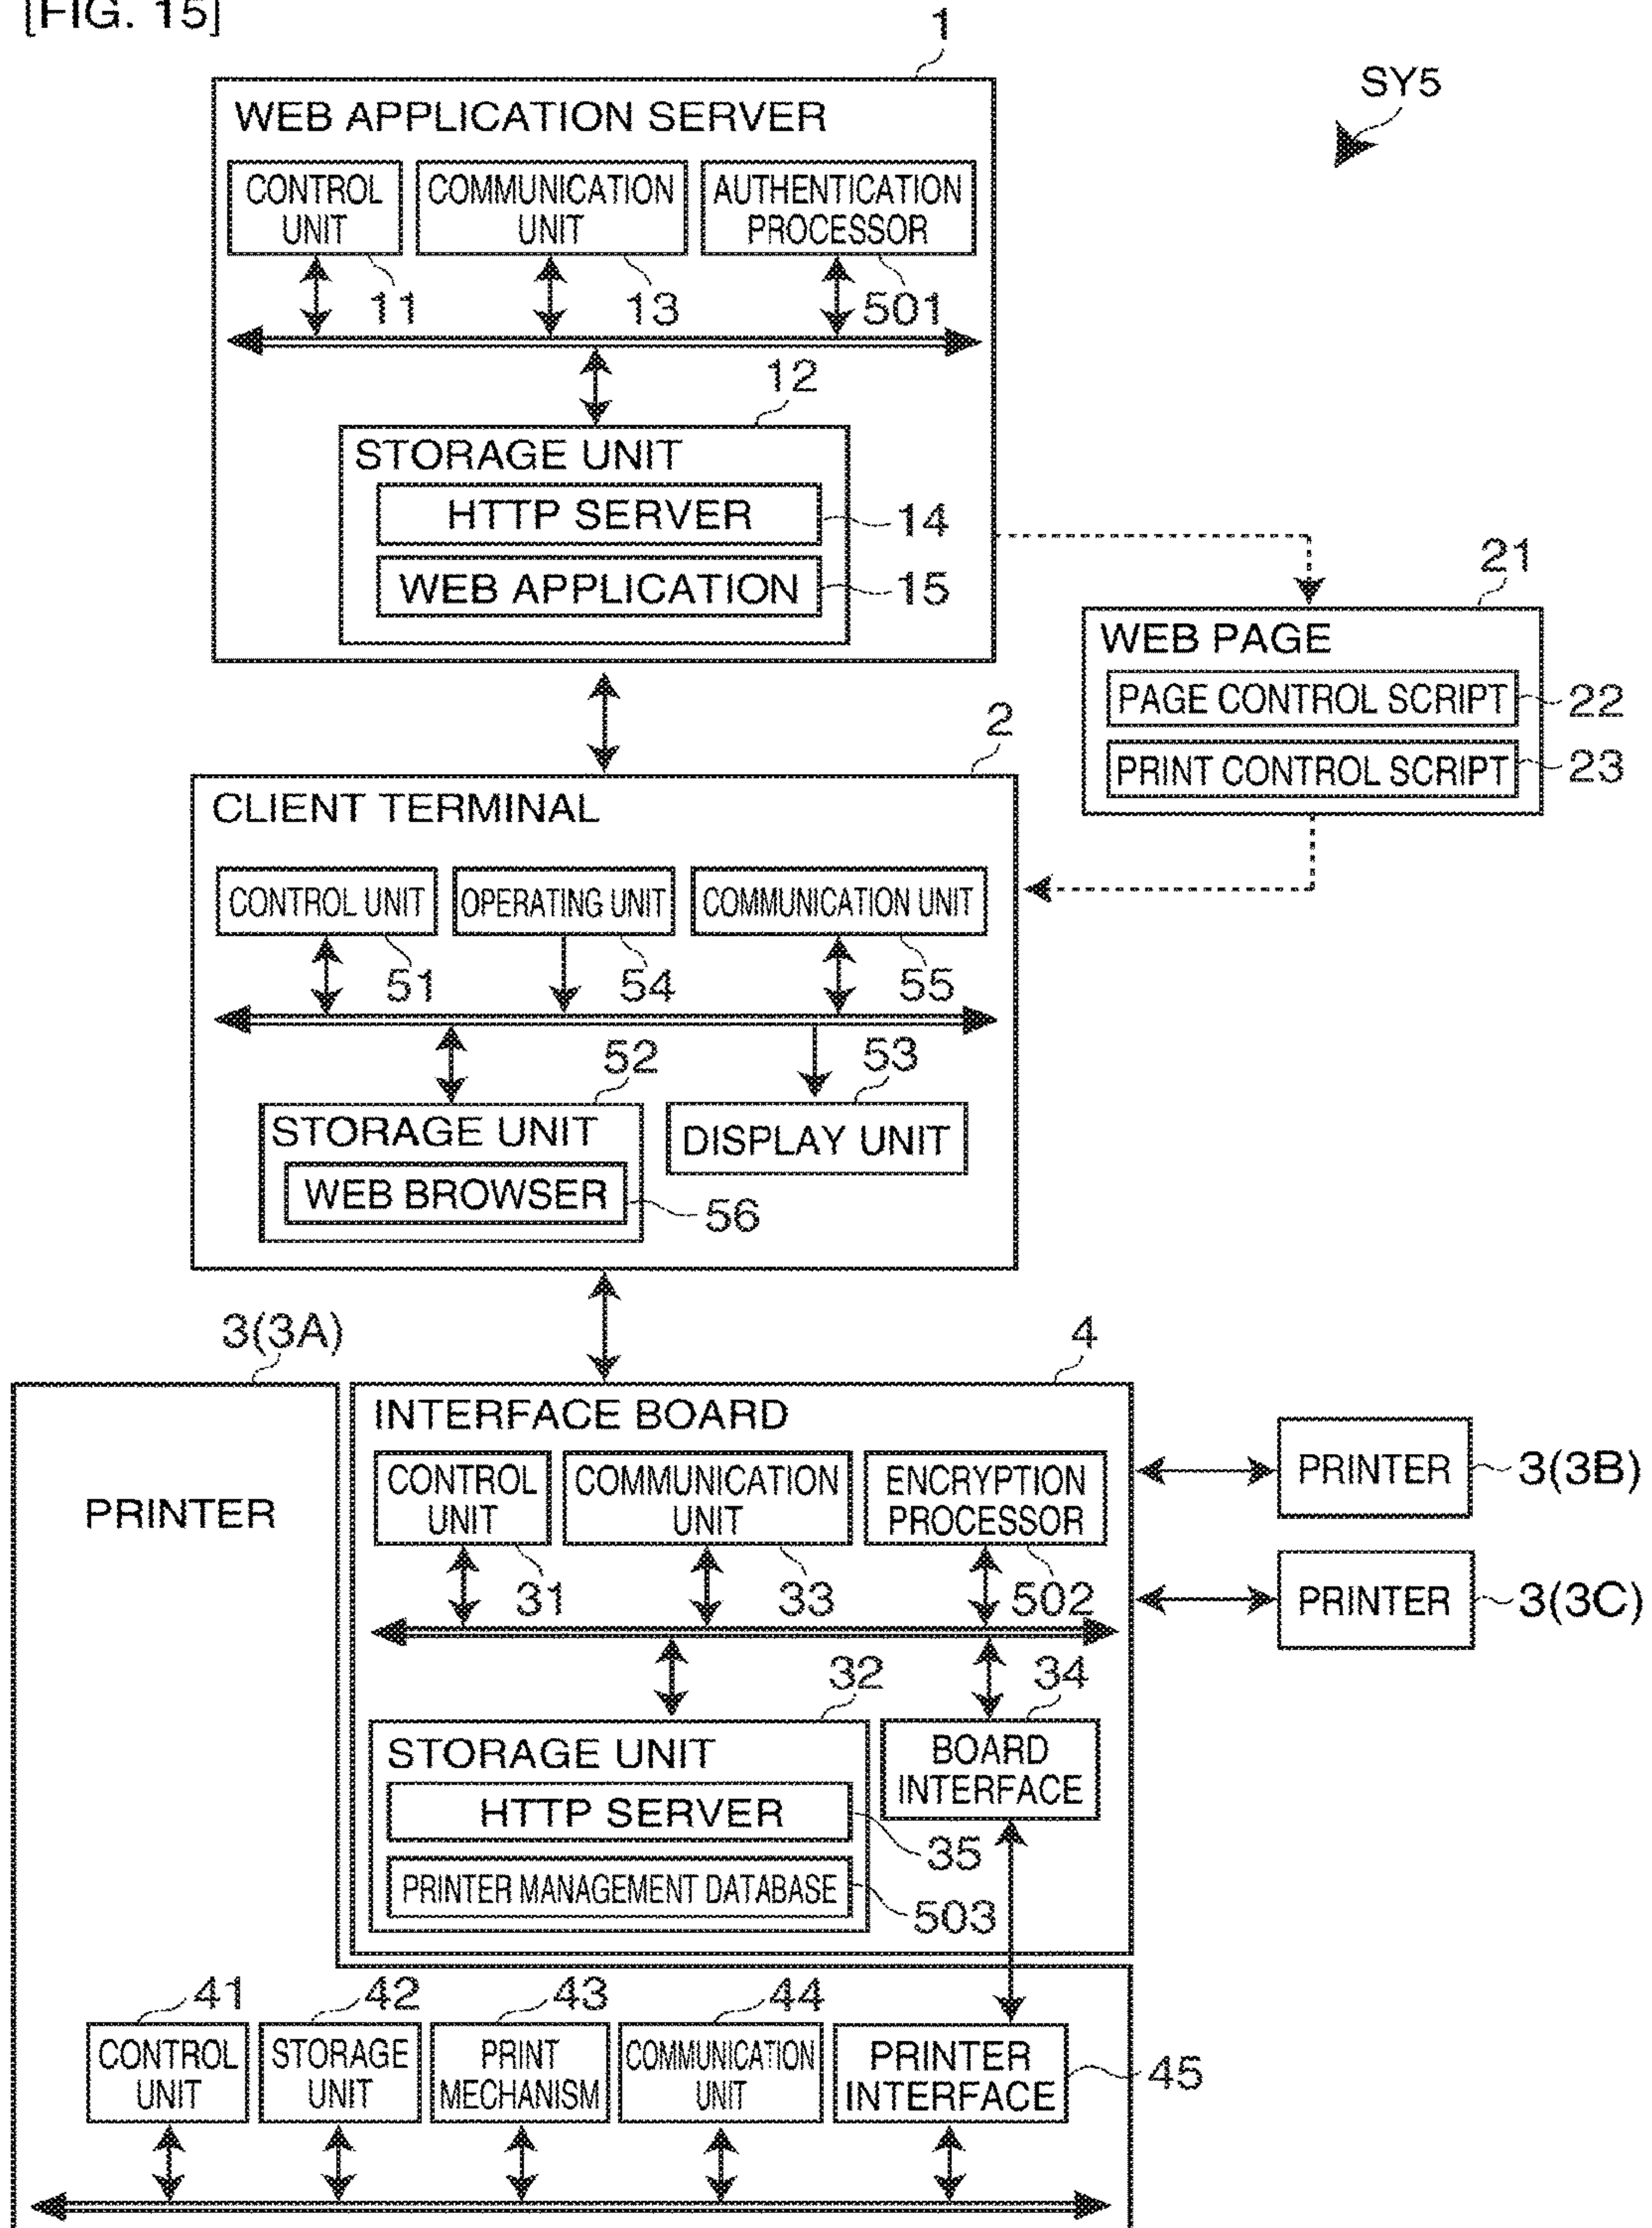 [FIG. 15]
1
SY5
WEB APPLICATION SERVER
CONTROL
UNIT
COMMUNICATION
UNIT
AUTHENTICATION
PROCESSOR
11
13
501
12
STORAGE UNIT
HTTP SERVER
14
WEB APPLICATION
15
21
WEB PAGE
PAGE CONTROL SCRIPT
22
PRINT CONTROL SCRIPT
23
2
CLIENT TERMINAL
CONTROL UNIT
OPERATING UNIT
COMMUNICATION UNIT
51
54
55
52
53
STORAGE UNIT
WEB BROWSER
56
DISPLAY UNIT
3(3A)
4
PRINTER
INTERFACE BOARD
CONTROL
UNIT
COMMUNICATION
UNIT
ENCRYPTION
PROCESSOR
31
33
502
PRINTER
3(3B)
PRINTER
3(3C)
32
34
STORAGE UNIT
HTTP SERVER
35
PRINTER MANAGEMENT DATABASE
503
BOARD
INTERFACE
41
42
43
44
CONTROL
UNIT
STORAGE
UNIT
PRINT
MECHANISM
COMMUNICATION
UNIT
PRINTER
INTERFACE
45